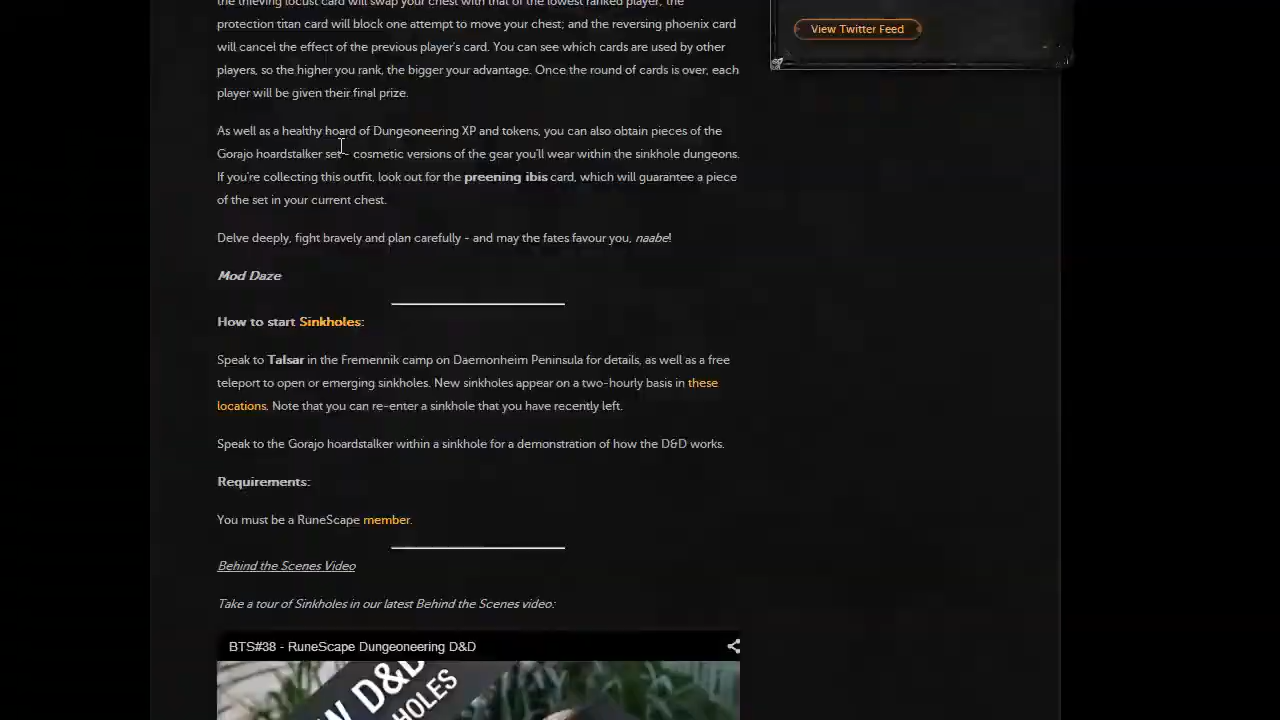 the thieving locust card will swap your chest with that of the lowest ranked player; the
protection titan card will block one attempt to move your chest; and the reversing phoenix card
will cancel the effect of the previous player's card. You can see which cards are used by other
players, so the higher you rank, the bigger your advantage. Once the round of cards is over, each
player will be given their final prize.
View Twitter Feed
As well as a healthy hoard of Dungeoneering XP and tokens, you can also obtain pieces of the
Gorajo hoardstalker set - cosmetic versions of the gear you'll wear within the sinkhole dungeons.
If you're collecting this outfit, look out for the preening ibis card, which will guarantee a piece
of the set in your current chest.
Delve deeply, fight bravely and plan carefully - and may the fates favour you, naabe!
Mod Daze
How to start Sinkholes:
Speak to Talsar in the Fremennik camp on Daemonheim Peninsula for details, as well as a free
teleport to open or emerging sinkholes. New sinkholes appear on a two-hourly basis in these
locations. Note that you can re-enter a sinkhole that you have recently left.
Speak to the Gorajo hoardstalker within a sinkhole for a demonstration of how the D&D works.
Requirements:
You must be a RuneScape member.
Behind the Scenes Video
Take a tour of Sinkholes in our latest Behind the Scenes video:
BTS#38 - RuneScape Dungeoneering D&D
W D&D
HOLES